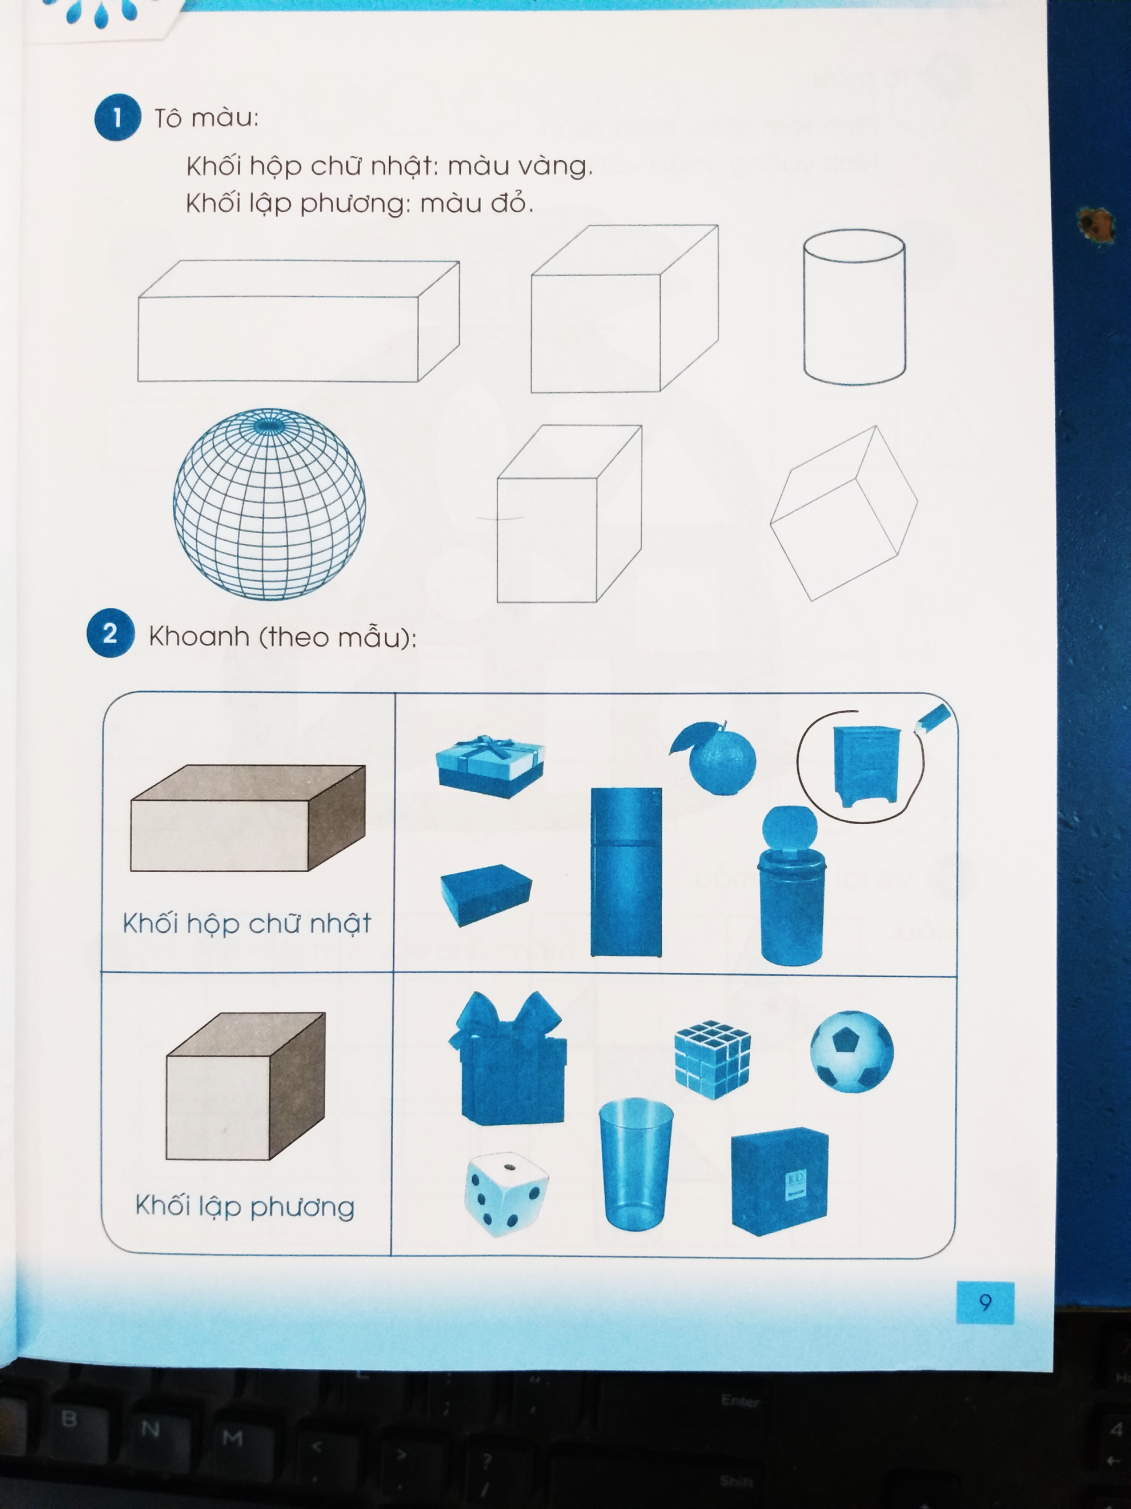 1 Tô màu:
Khối hộp chữ nhật: màu vàng.
Khối lập phương: màu đỏ.
2 Khoanh (theo mẫu):
Khối hộp chữ nhật
Khối lập phương
9
Enter
B N M < > ?
, . /
Shift
4